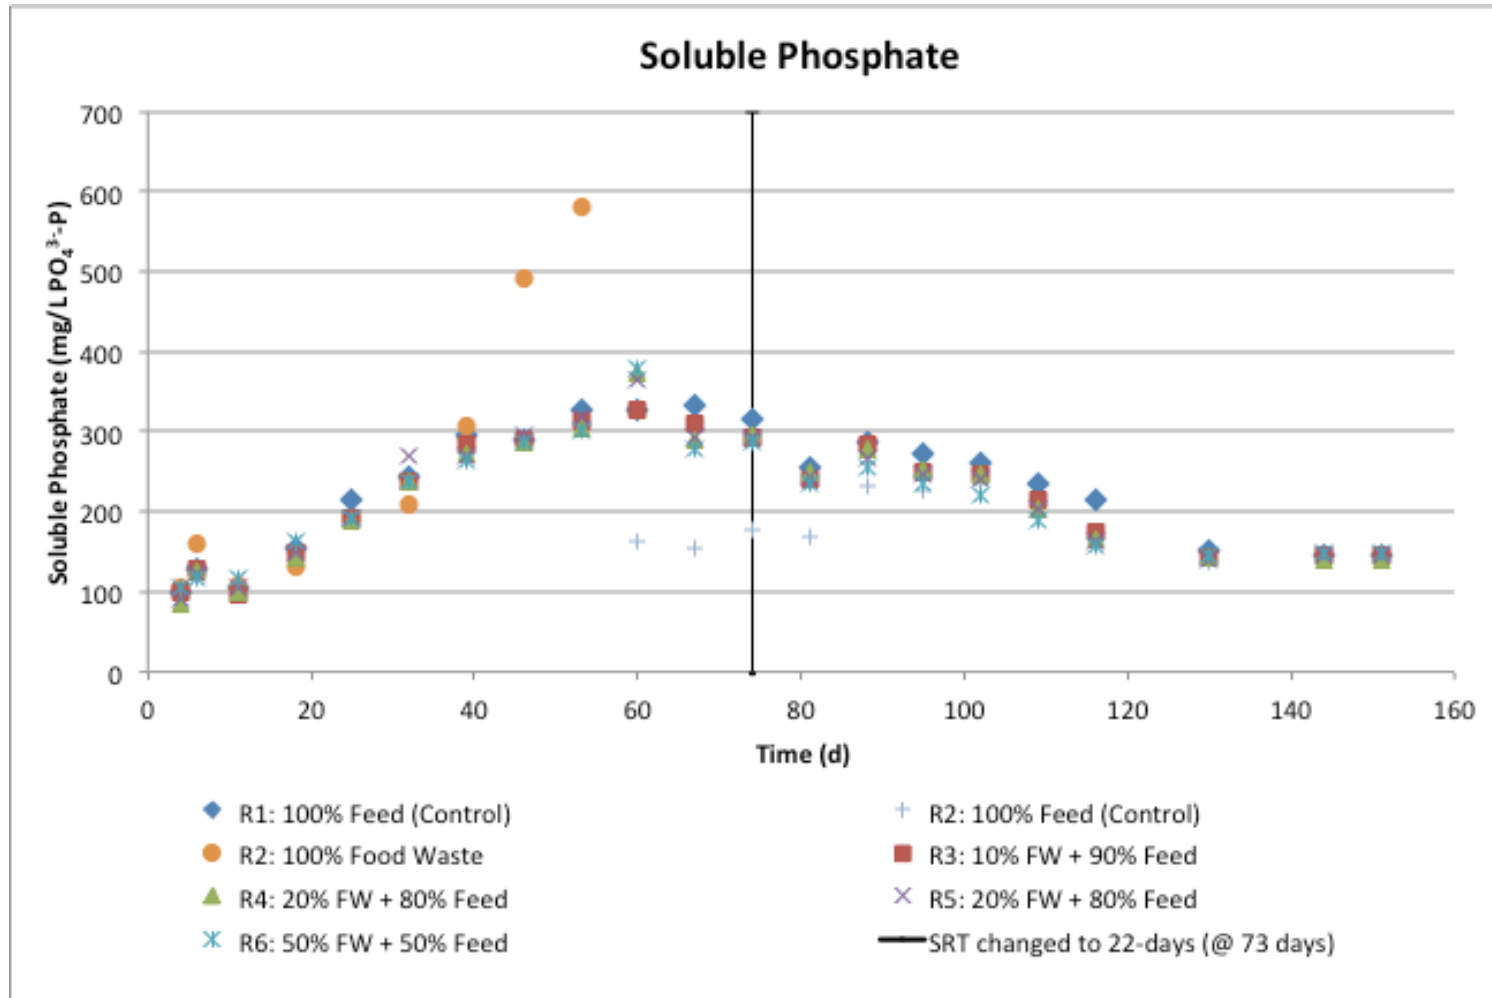 Soluble Phosphate
700
600
500
400
300
200
100
0
Soluble Phosphate (mg/L PO₄³⁻-P)
0 20 40 60 80 100 120 140 160
Time (d)
R1: 100% Feed (Control) R2: 100% Feed (Control)
R2: 100% Food Waste R3: 10% FW + 90% Feed
R4: 20% FW + 80% Feed R5: 20% FW + 80% Feed
R6: 50% FW + 50% Feed SRT changed to 22-days (@ 73 days)